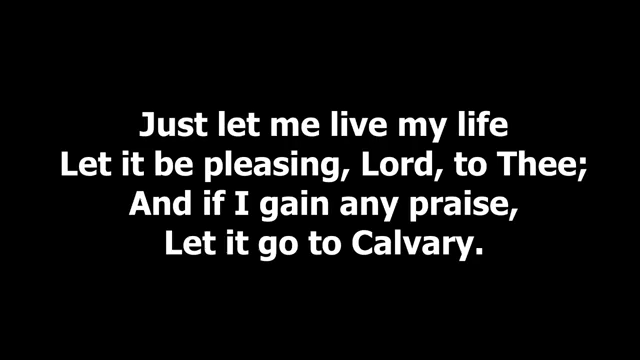 Just let me live my life
Let it be pleasing, Lord, to Thee;
And if I gain any praise,
Let it go to Calvary.